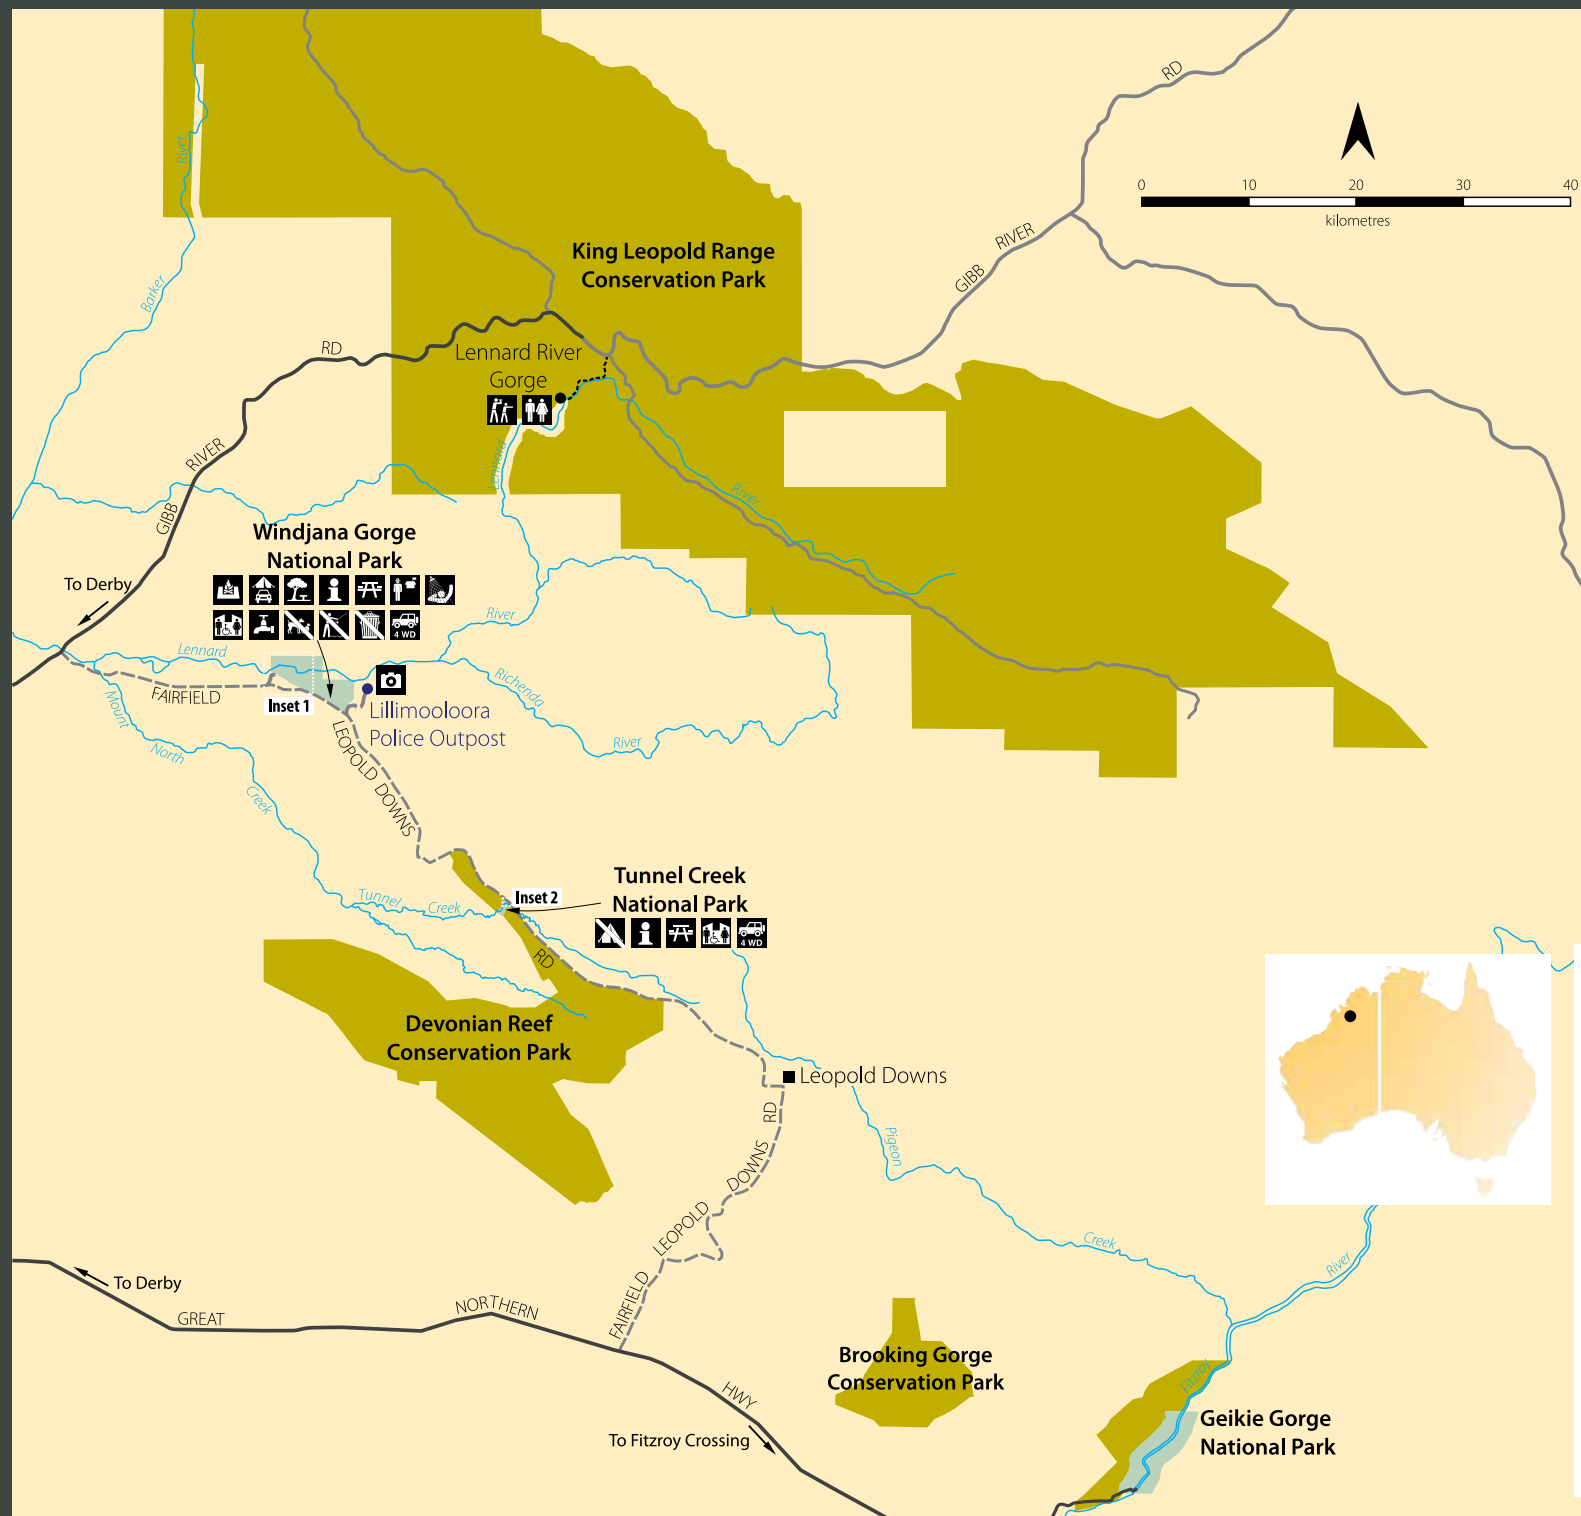 RD
0 10 20 30 40
kilometres
River
King Leopold Range
Conservation Park
RIVER
GIBB
Barker
RD
Lennard River
Gorge
RIVER
Lennard
River
GIBB
Windjana Gorge
National Park
To Derby
4 WD
River
Lennard
Richenda
FAIRFIELD
Mount
Inset 1
Lillimooloora
Police Outpost
River
North
LEOPOLD DOWNS
Creek
Tunnel Creek
National Park
Tunnel Creek
Inset 2
4 WD
RD
Devonian Reef
Conservation Park
Leopold Downs
RD
DOWNS
Pigeon
LEOPOLD
Creek
River
To Derby
FAIRFIELD
GREAT
NORTHERN
Brooking Gorge
Conservation Park
HWY
Fitzroy
Geikie Gorge
National Park
To Fitzroy Crossing